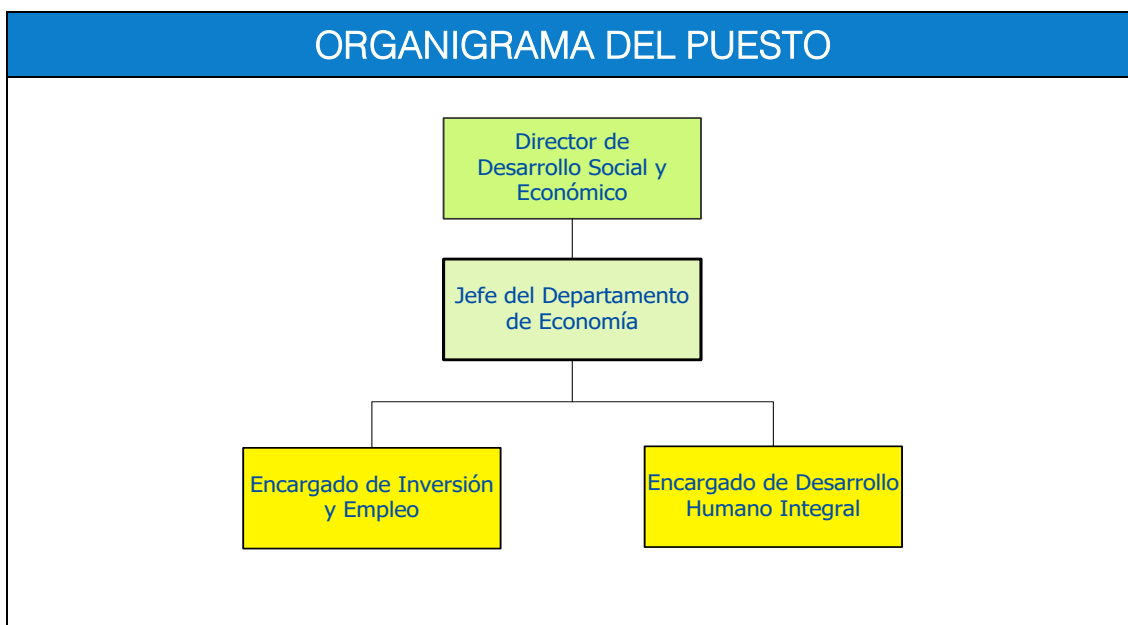 ORGANIGRAMA DEL PUESTO
Director de
Desarrollo Social y
Económico
Jefe del Departamento
de Economía
Encargado de Inversión
y Empleo
Encargado de Desarrollo
Humano Integral